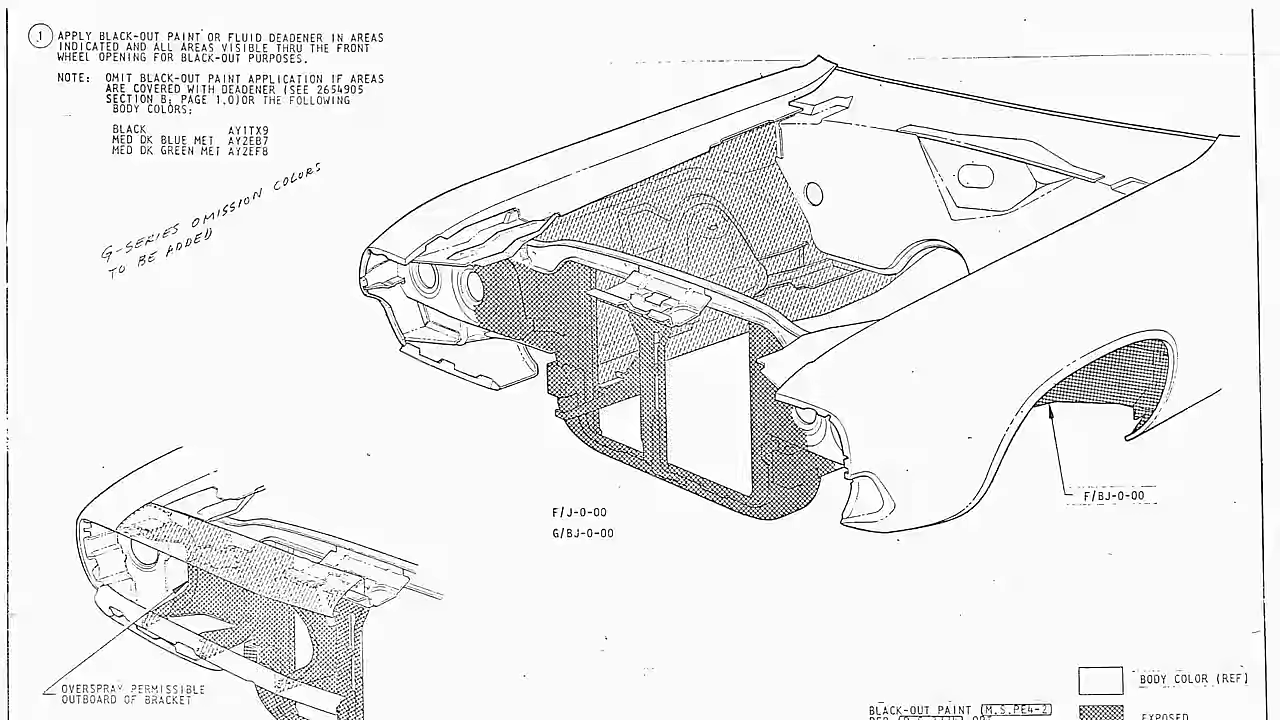 1 APPLY BLACK-OUT PAINT OR FLUID DEADENER IN AREAS
INDICATED AND ALL AREAS VISIBLE THRU THE FRONT
WHEEL OPENING FOR BLACK-OUT PURPOSES.
NOTE: OMIT BLACK-OUT PAINT APPLICATION IF AREAS
ARE COVERED WITH DEADENER (SEE 2654905
SECTION B, PAGE 1.0) OR THE FOLLOWING
BODY COLORS:
BLACK AY1TX9
MED DK BLUE MET AY2EB7
MED DK GREEN MET AY2EF8
G-SERIES OMISSION COLORS
TO BE ADDED
F/BJ-0-00
F/J-0-00
G/BJ-0-00
OVERSPRAY PERMISSIBLE
OUTBOARD OF BRACKET
BODY COLOR (REF)
BLACK-OUT PAINT M.S.PE4-2
EXPOSED